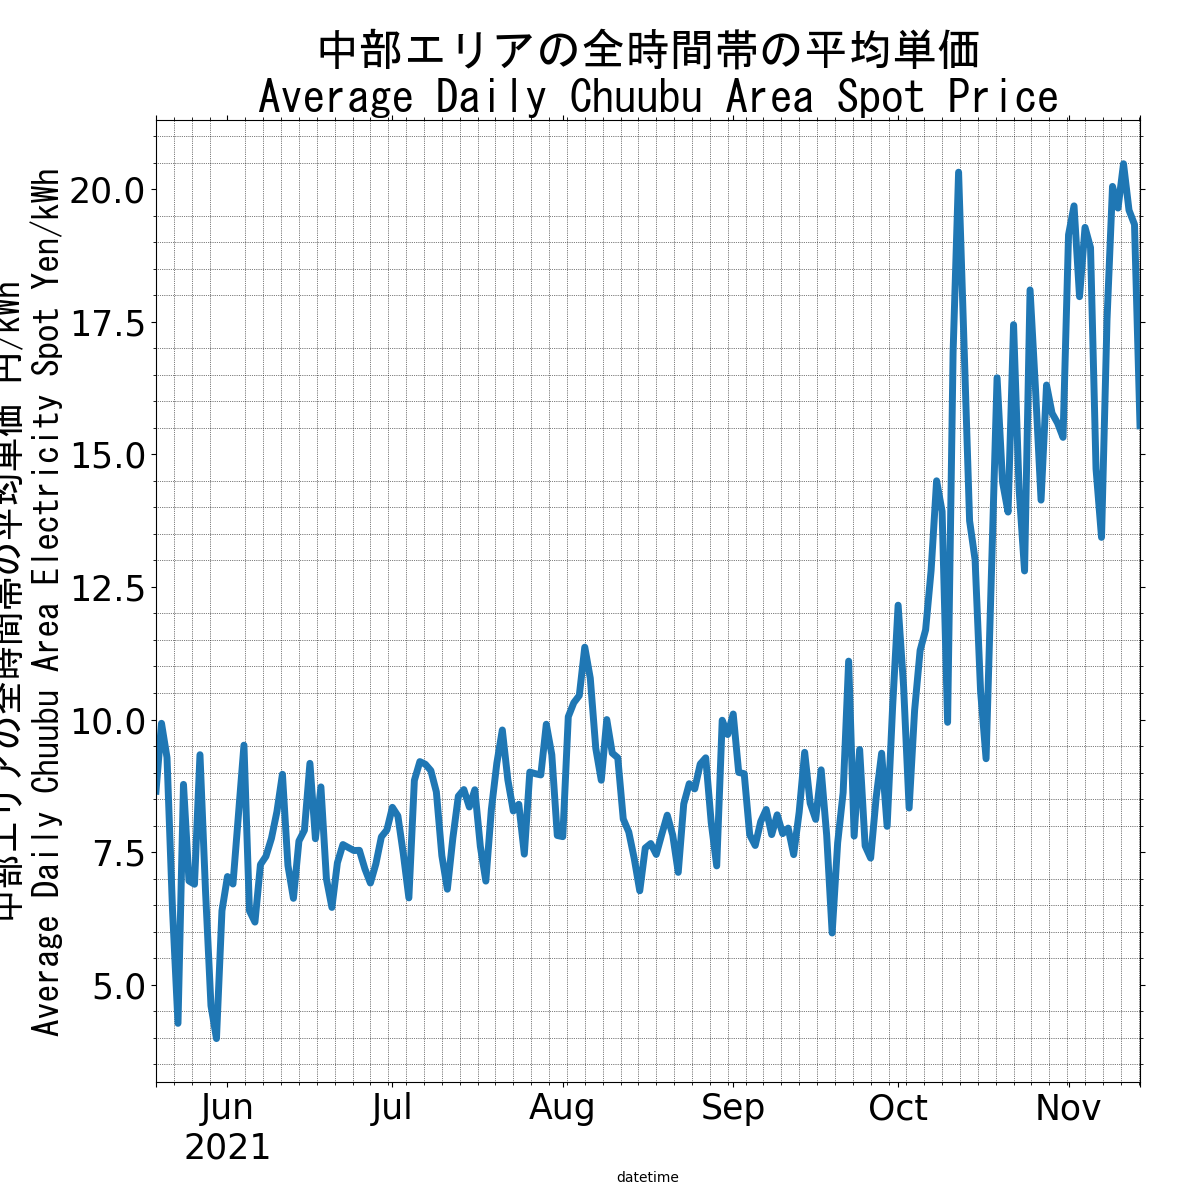 中部エリアの全時間帯の平均単価
Average Daily Chuubu Area Spot Price
中部エリアの全時間帯の平均単価 円/kWh
Average Daily Chuubu Area Electricity Spot Yen/kWh
20.0
17.5
15.0
12.5
10.0
7.5
5.0
Jun Jul Aug Sep Oct Nov
2021
datetime